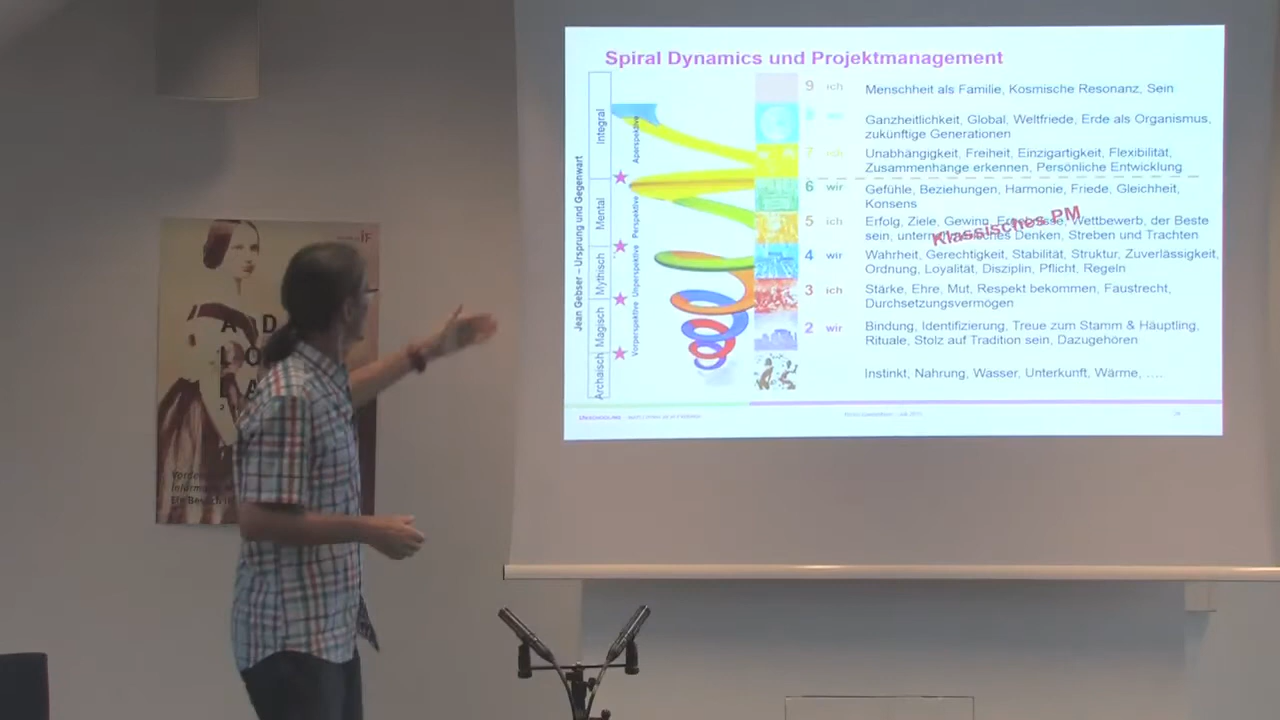 Spiral Dynamics und Projektmanagement
Jean Gebser – Ursprung und Gegenwart
Integral
Mental
Mythisch
Magisch
Archaisch
Aperspektive
Perspektive
Unperspektive
Vorperspektive
9 ich Menschheit als Familie, Kosmische Resonanz, Sein
Ganzheitlichkeit, Global, Weltfriede, Erde als Organismus,
zukünftige Generationen
7 ich Unabhängigkeit, Freiheit, Einzigartigkeit, Flexibilität,
Zusammenhänge erkennen, Persönliche Entwicklung
6 wir Gefühle, Beziehungen, Harmonie, Friede, Gleichheit,
Konsens
5 ich Erfolg, Ziele, Gewinn, Wettbewerb, der Beste
sein, Denken, Streben und Trachten
Klassisches PM
4 wir Wahrheit, Gerechtigkeit, Stabilität, Struktur, Zuverlässigkeit,
Ordnung, Loyalität, Disziplin, Pflicht, Regeln
3 ich Stärke, Ehre, Mut, Respekt bekommen, Faustrecht,
Durchsetzungsvermögen
2 wir Bindung, Identifizierung, Treue zum Stamm & Häuptling,
Rituale, Stolz auf Tradition sein, Dazugehören
Instinkt, Nahrung, Wasser, Unterkunft, Wärme, ....